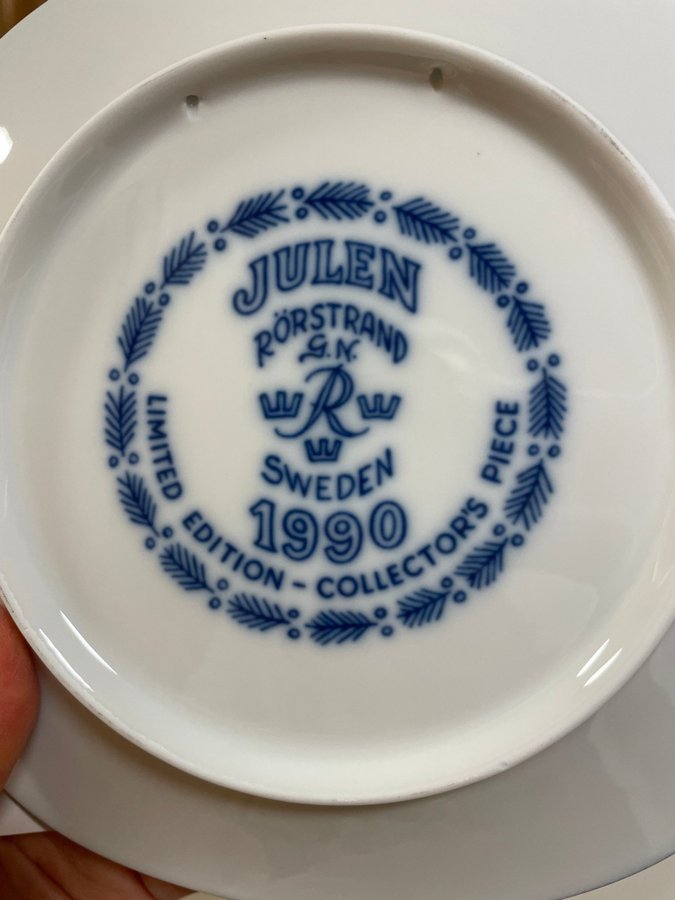 JULEN
RÖRSTRAND
G.N.
R
SWEDEN
1990
LIMITED EDITION – COLLECTOR'S PIECE